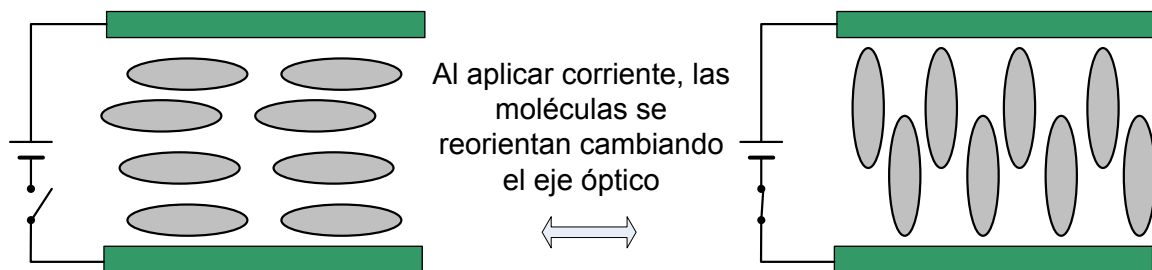 Al aplicar corriente, las
moléculas se
reorientan cambiando
el eje óptico